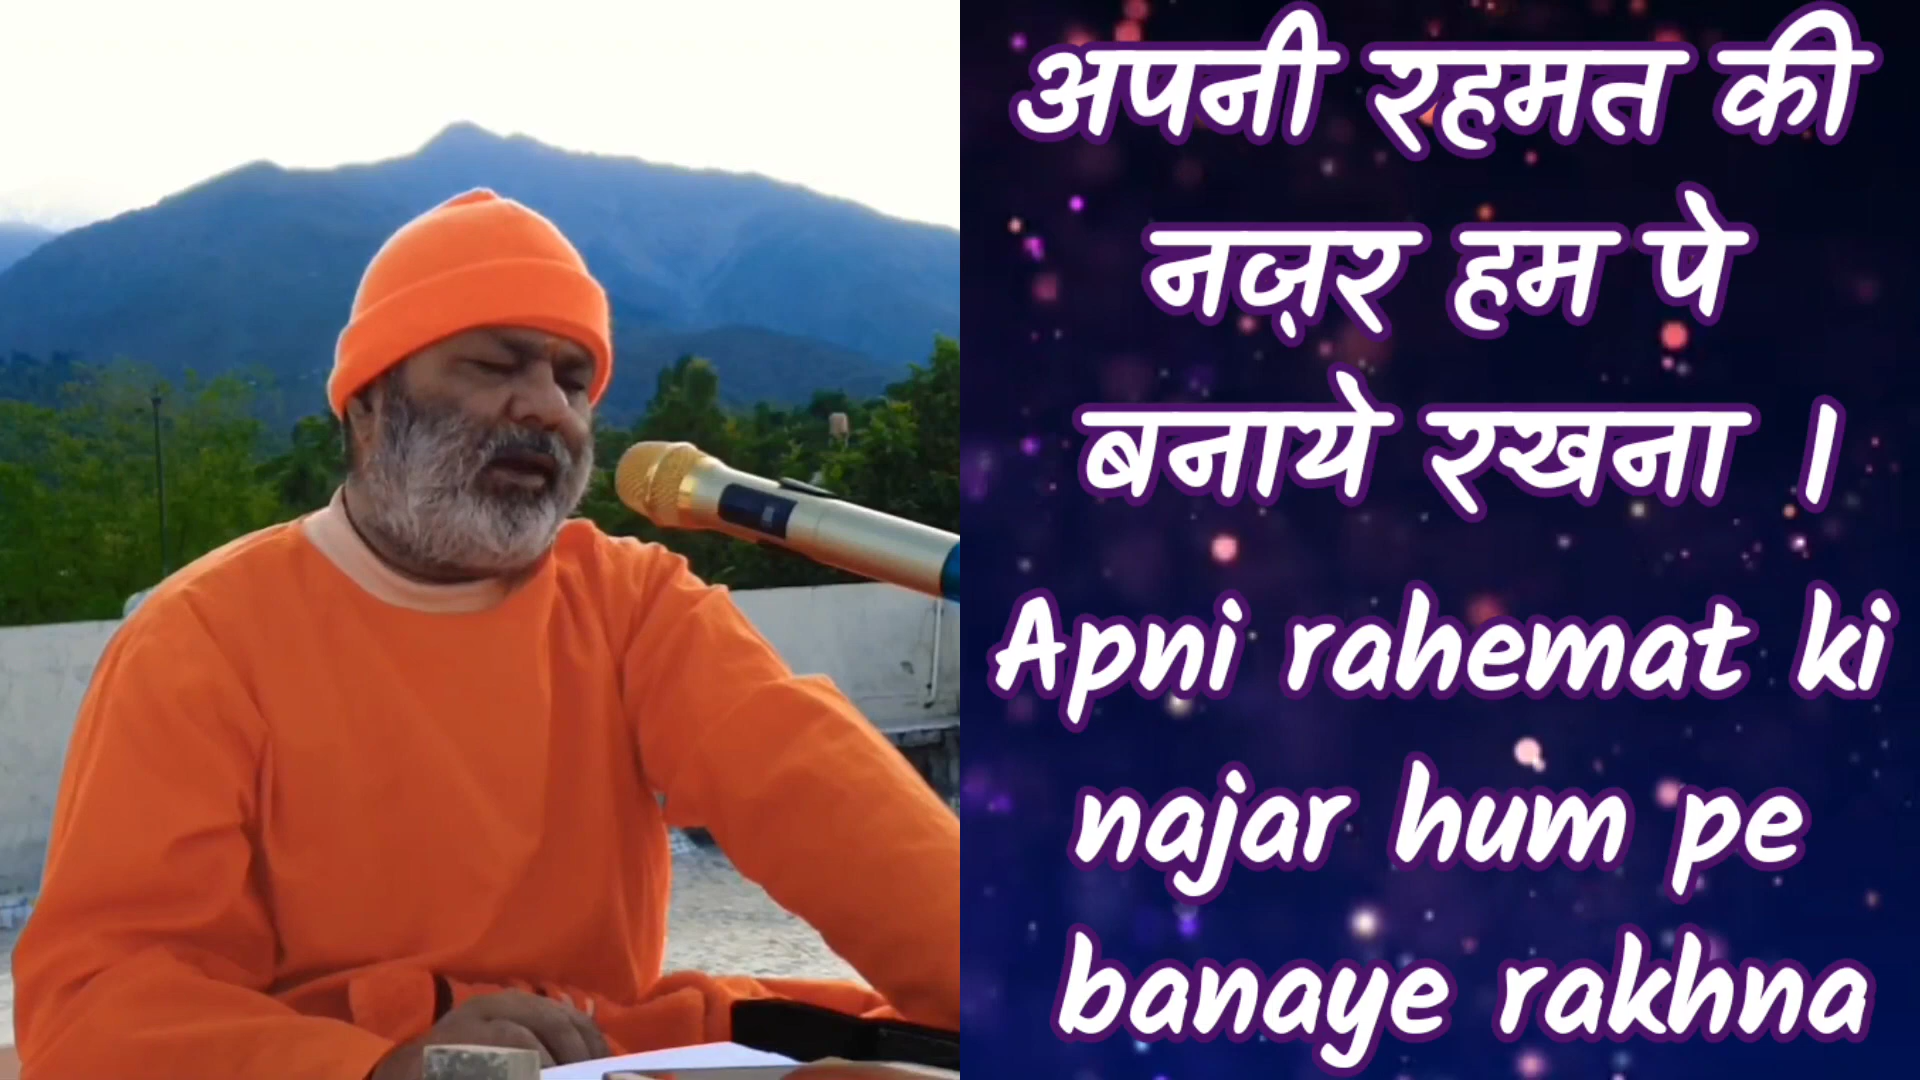 अपनी रहमत की
नज़र हम पे
बनाये रखना ।
Apni rahemat ki
najar hum pe
banaye rakhna